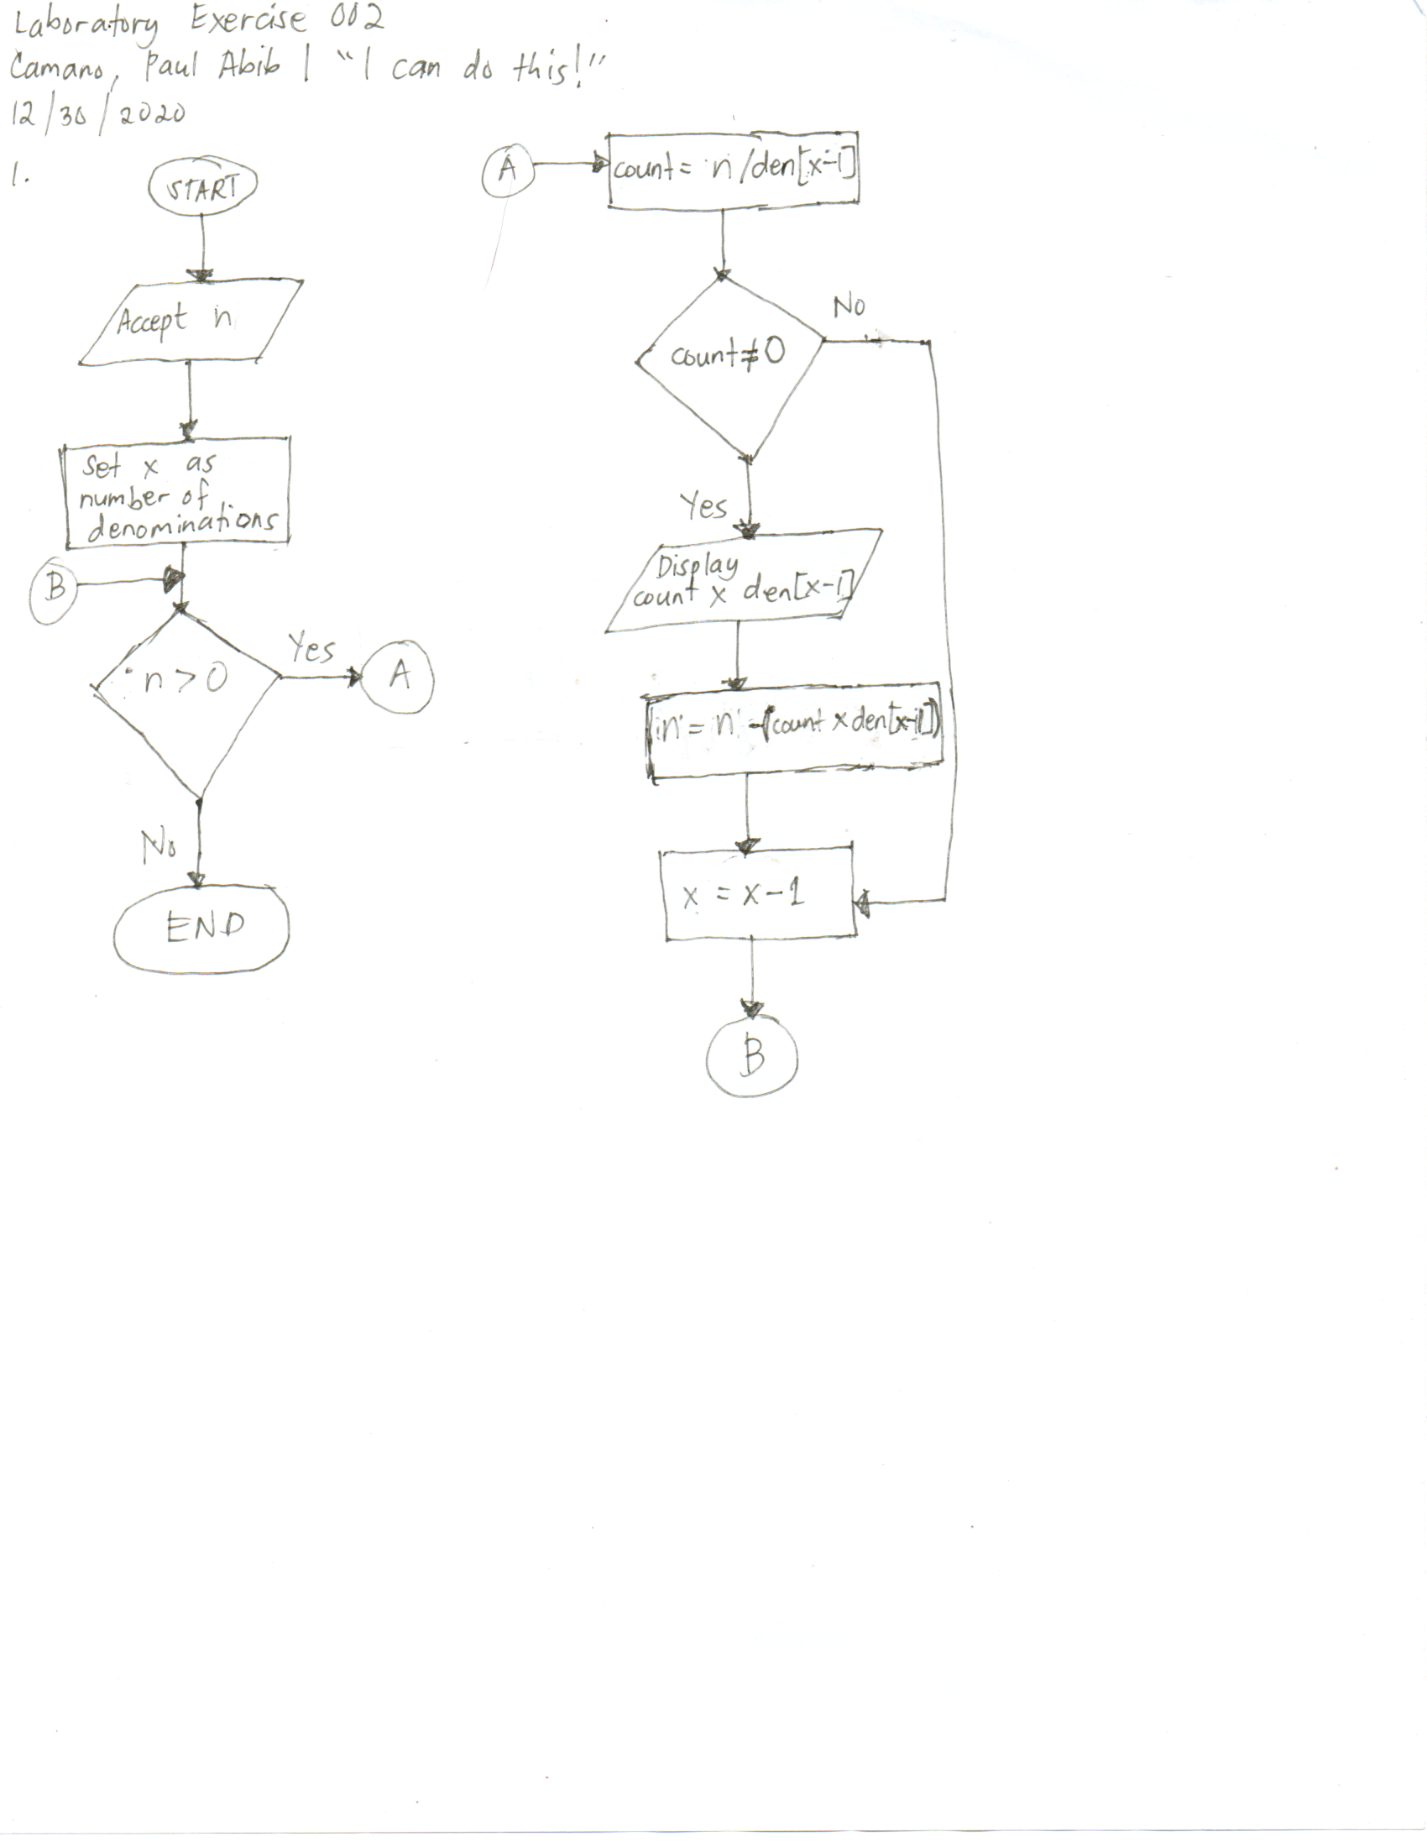 Laboratory Exercise 002
Camano, Paul Abib | "I can do this!"
12/30/2020
1.
START
Accept n
Set x as
number of
denominations
B
n > 0
Yes
A
No
END
A
count = n/den[x-1]
count≠0
No
Yes
Display
count x den[x-1]
n = n - (count x den[x-1])
x = x-1
B